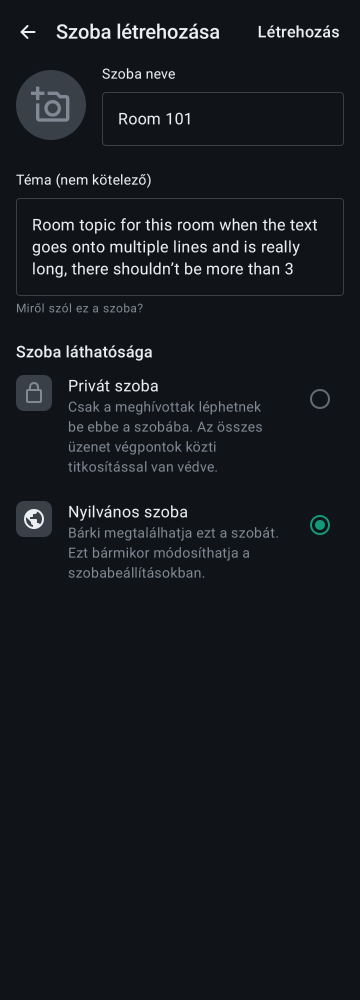 Szoba létrehozása
Létrehozás
Szoba neve
Room 101
Téma (nem kötelező)
Room topic for this room when the text
goes onto multiple lines and is really
long, there shouldn’t be more than 3
Miről szól ez a szoba?
Szoba láthatósága
Privát szoba
Csak a meghívottak léphetnek
be ebbe a szobába. Az összes
üzenet végpontok közti
titkosítással van védve.
Nyilvános szoba
Bárki megtalálhatja ezt a szobát.
Ezt bármikor módosíthatja a
szobabeállításokban.